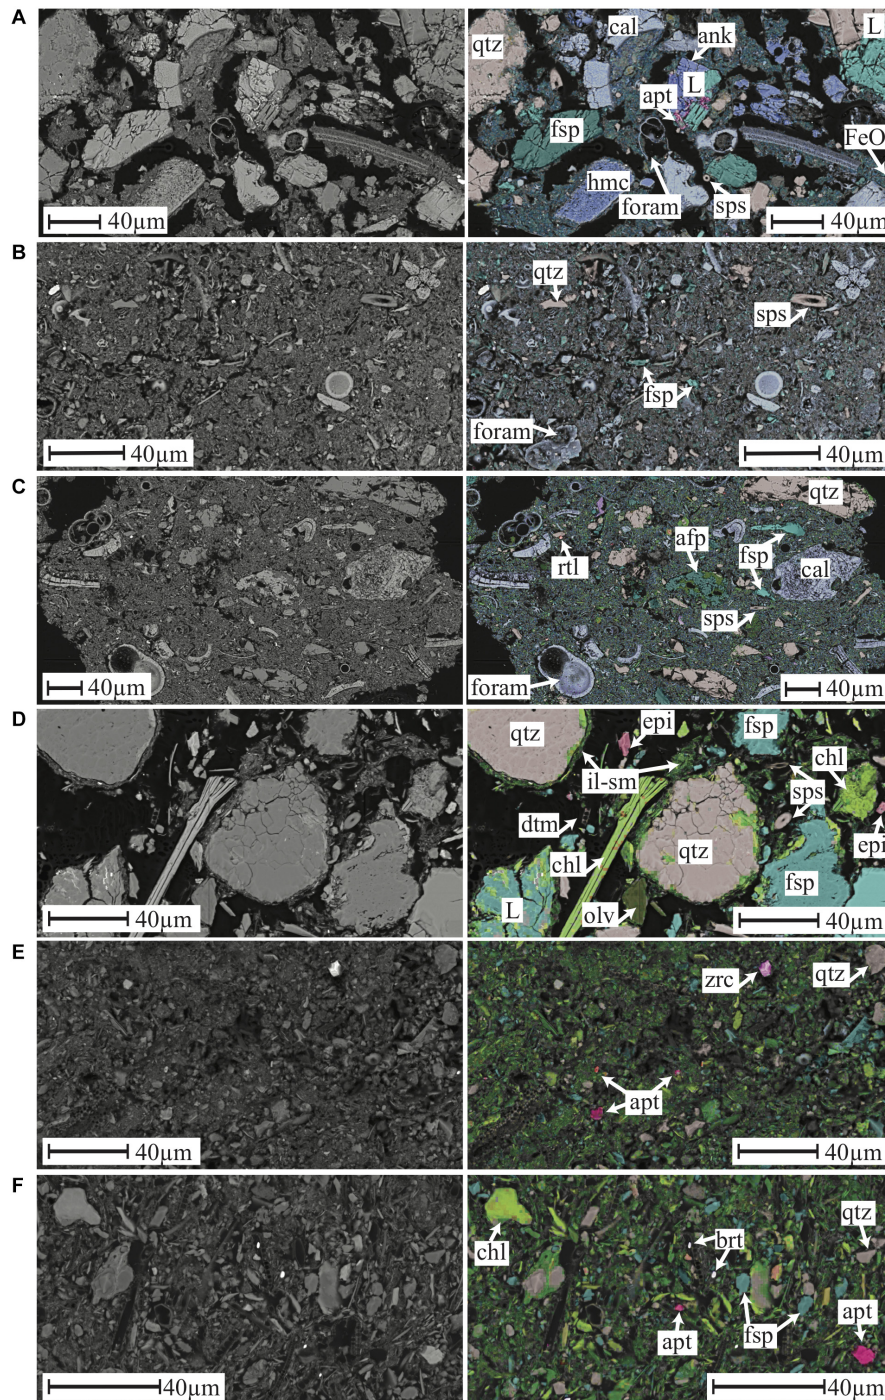 A
qtz
cal
ank
L
L
apt
fsp
FeO
hmc
foram
sps
40µm
40µm
B
qtz
sps
fsp
foram
40µm
40µm
C
qtz
afp
fsp
rtl
cal
sps
foram
40µm
40µm
D
epi
fsp
qtz
il-sm
chl
sps
dtm
epi
chl
qtz
fsp
olv
L
40µm
40µm
E
zrc
qtz
apt
40µm
40µm
F
qtz
chl
brt
apt
fsp
apt
40µm
40µm